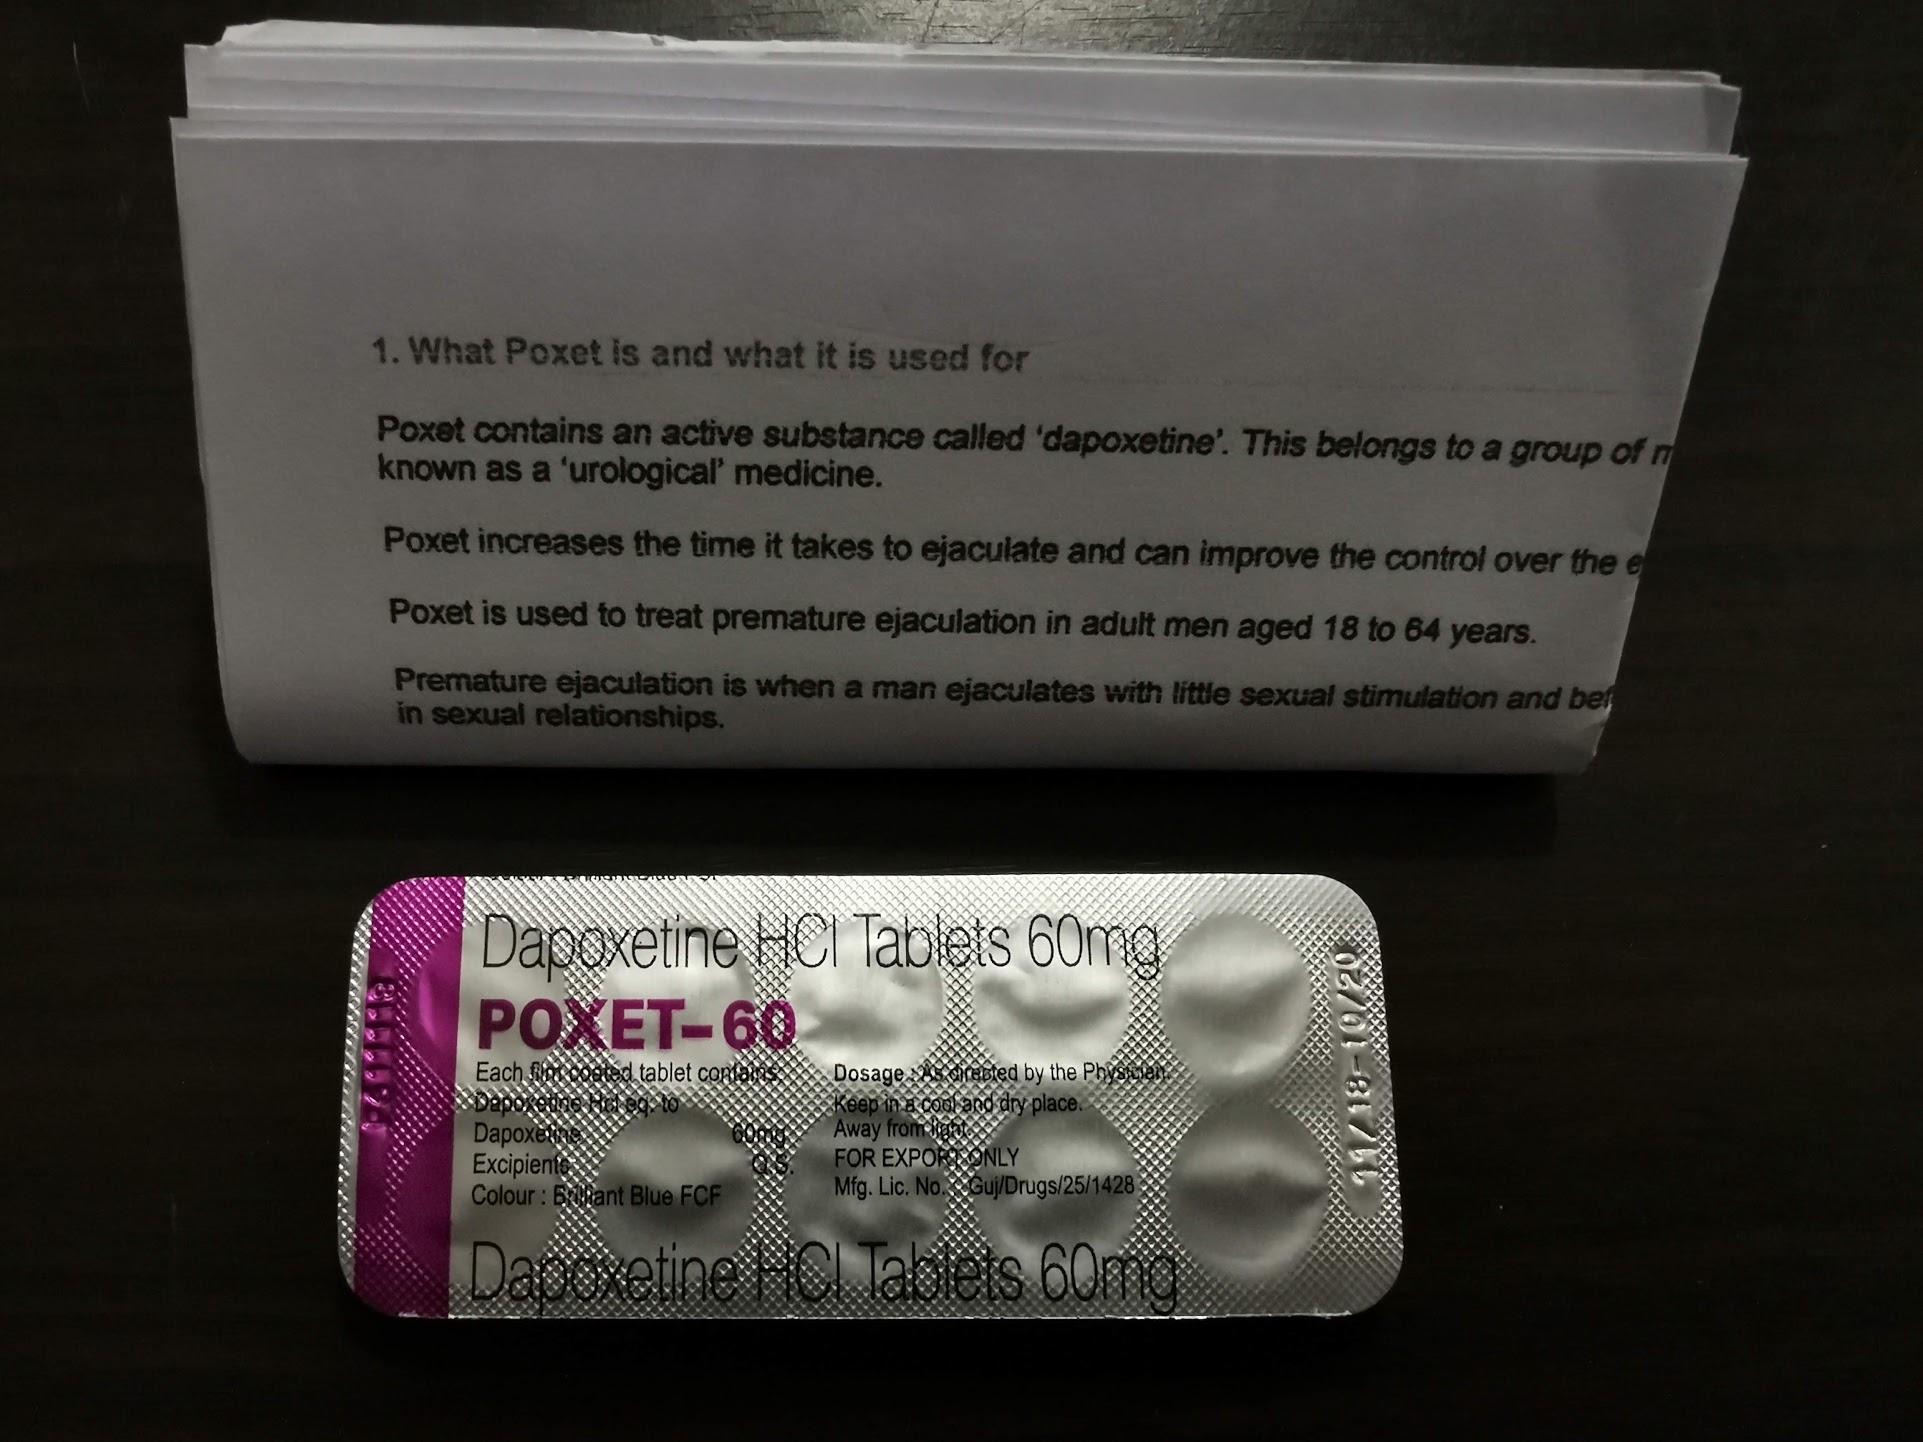 1. What Poxet is and what it is used for
Poxet contains an active substance called ‘dapoxetine’. This belongs to a group of
known as a ‘urological’ medicine.
Poxet increases the time it takes to ejaculate and can improve the control over the
Poxet is used to treat premature ejaculation in adult men aged 18 to 64 years.
Premature ejaculation is when a man ejaculates with little sexual stimulation and
in sexual relationships.
Dapoxetine HCl Tablets 60mg
POXET-60
Each film coated tablet contains:
Dapoxetine Hcl eq. to
Dapoxetine 60mg
Excipients Q.S.
Colour : Brilliant Blue FCF
Dosage : As directed by the Physician.
Keep in a cool and dry place.
Away from light.
FOR EXPORT ONLY
Mfg. Lic. No. : Guj/Drugs/25/1428
Dapoxetine HCl Tablets 60mg
11/18-10/20